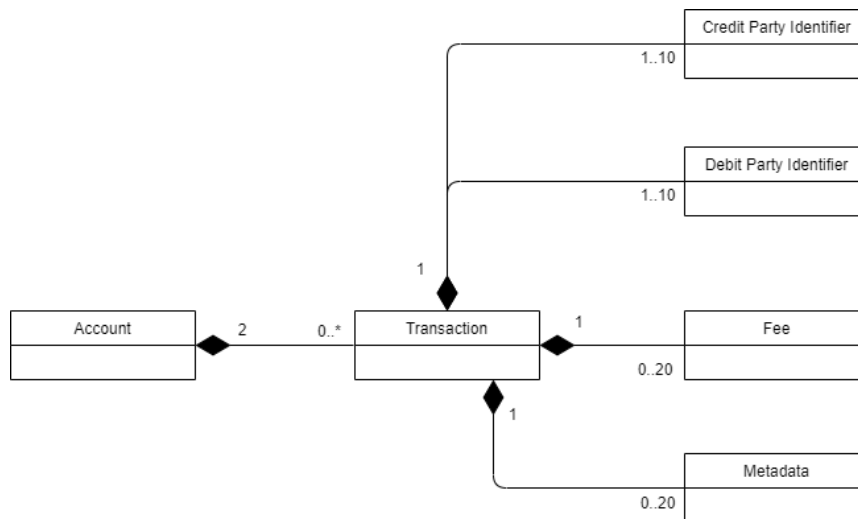 Credit Party Identifier
1..10
Debit Party Identifier
1..10
1
Account
2
0..*
Transaction
1
Fee
0..20
1
Metadata
0..20